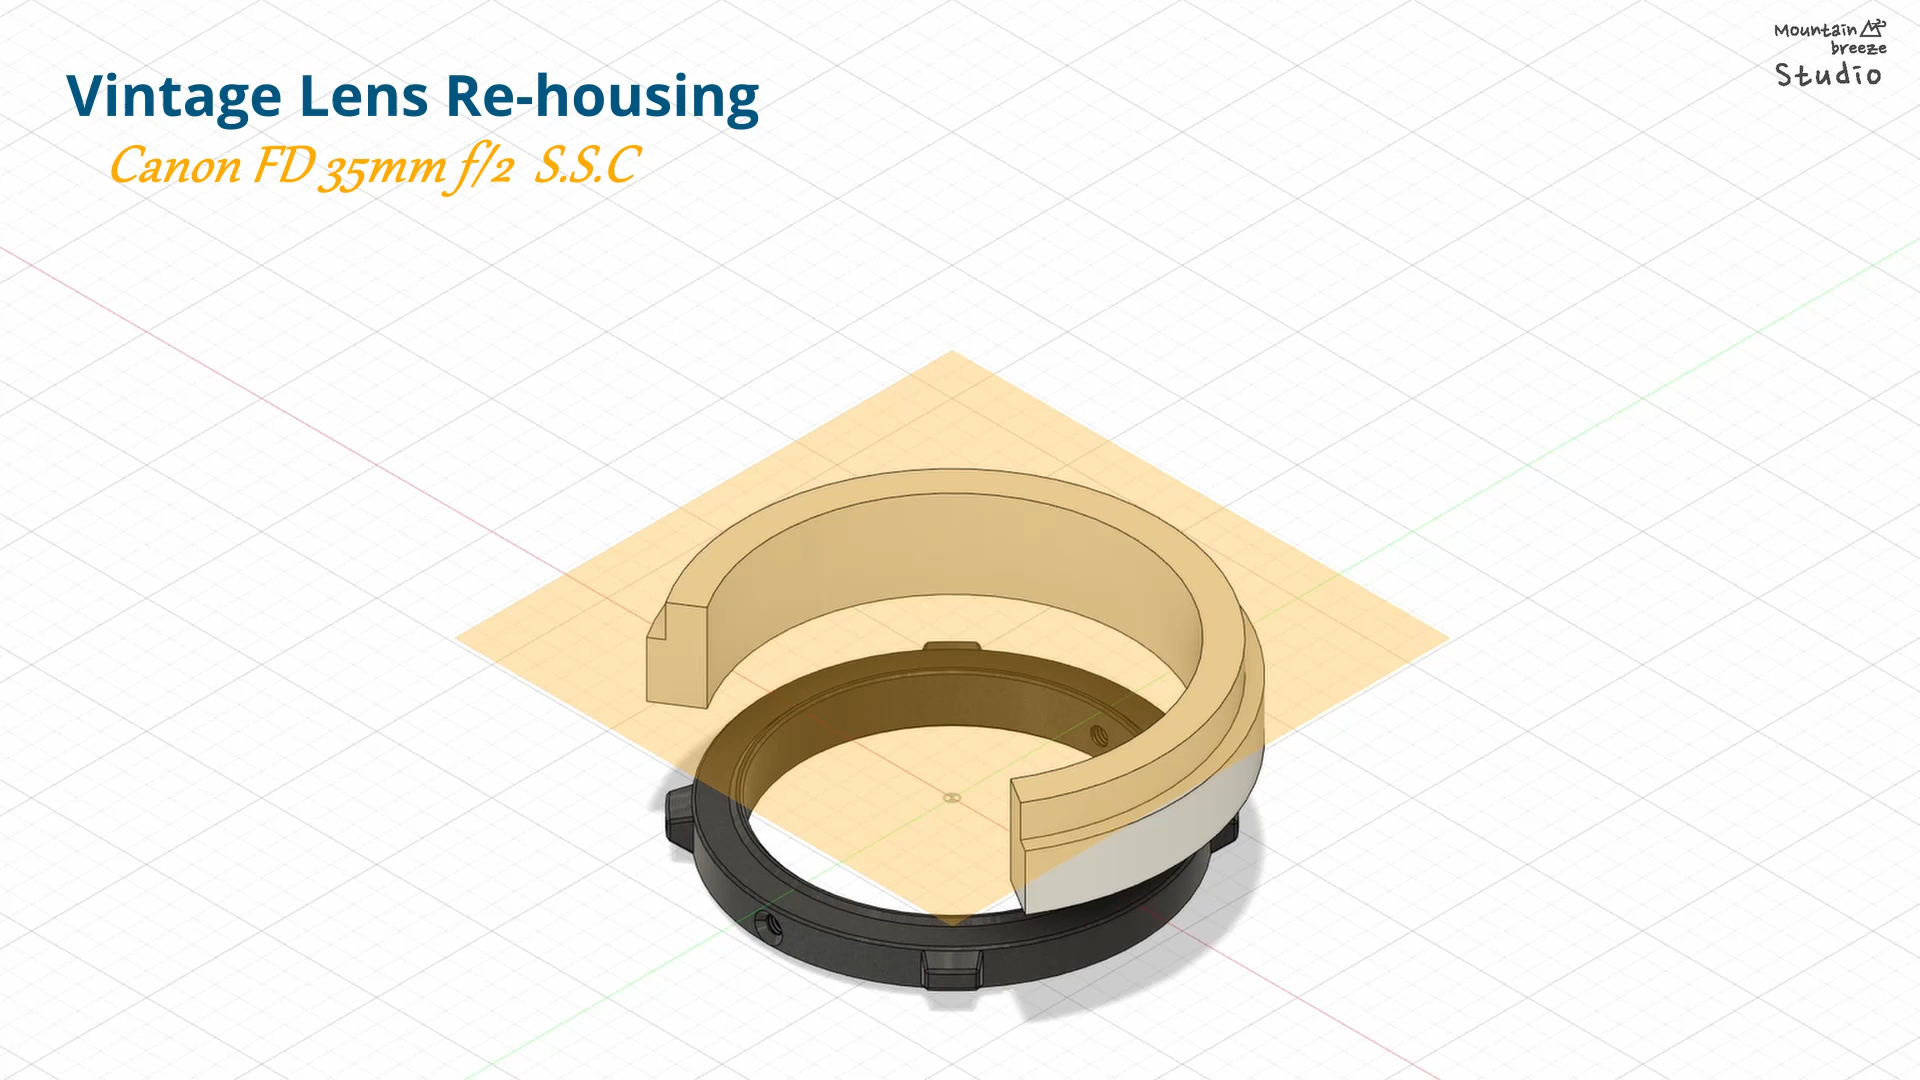 Vintage Lens Re-housing
Canon FD 35mm f/2 S.S.C
Mountain
breeze
Studio